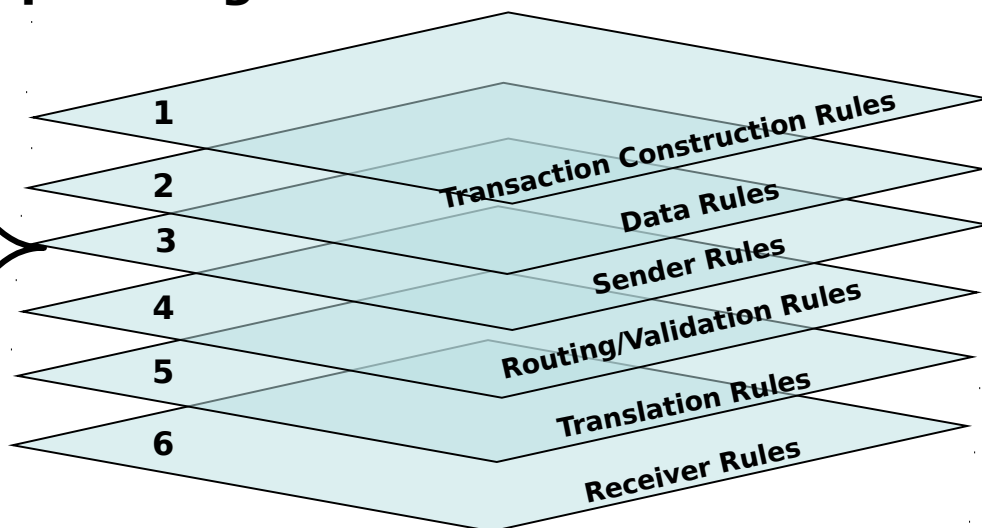 1
Transaction Construction Rules
2
Data Rules
3
Sender Rules
4
Routing/Validation Rules
5
Translation Rules
6
Receiver Rules